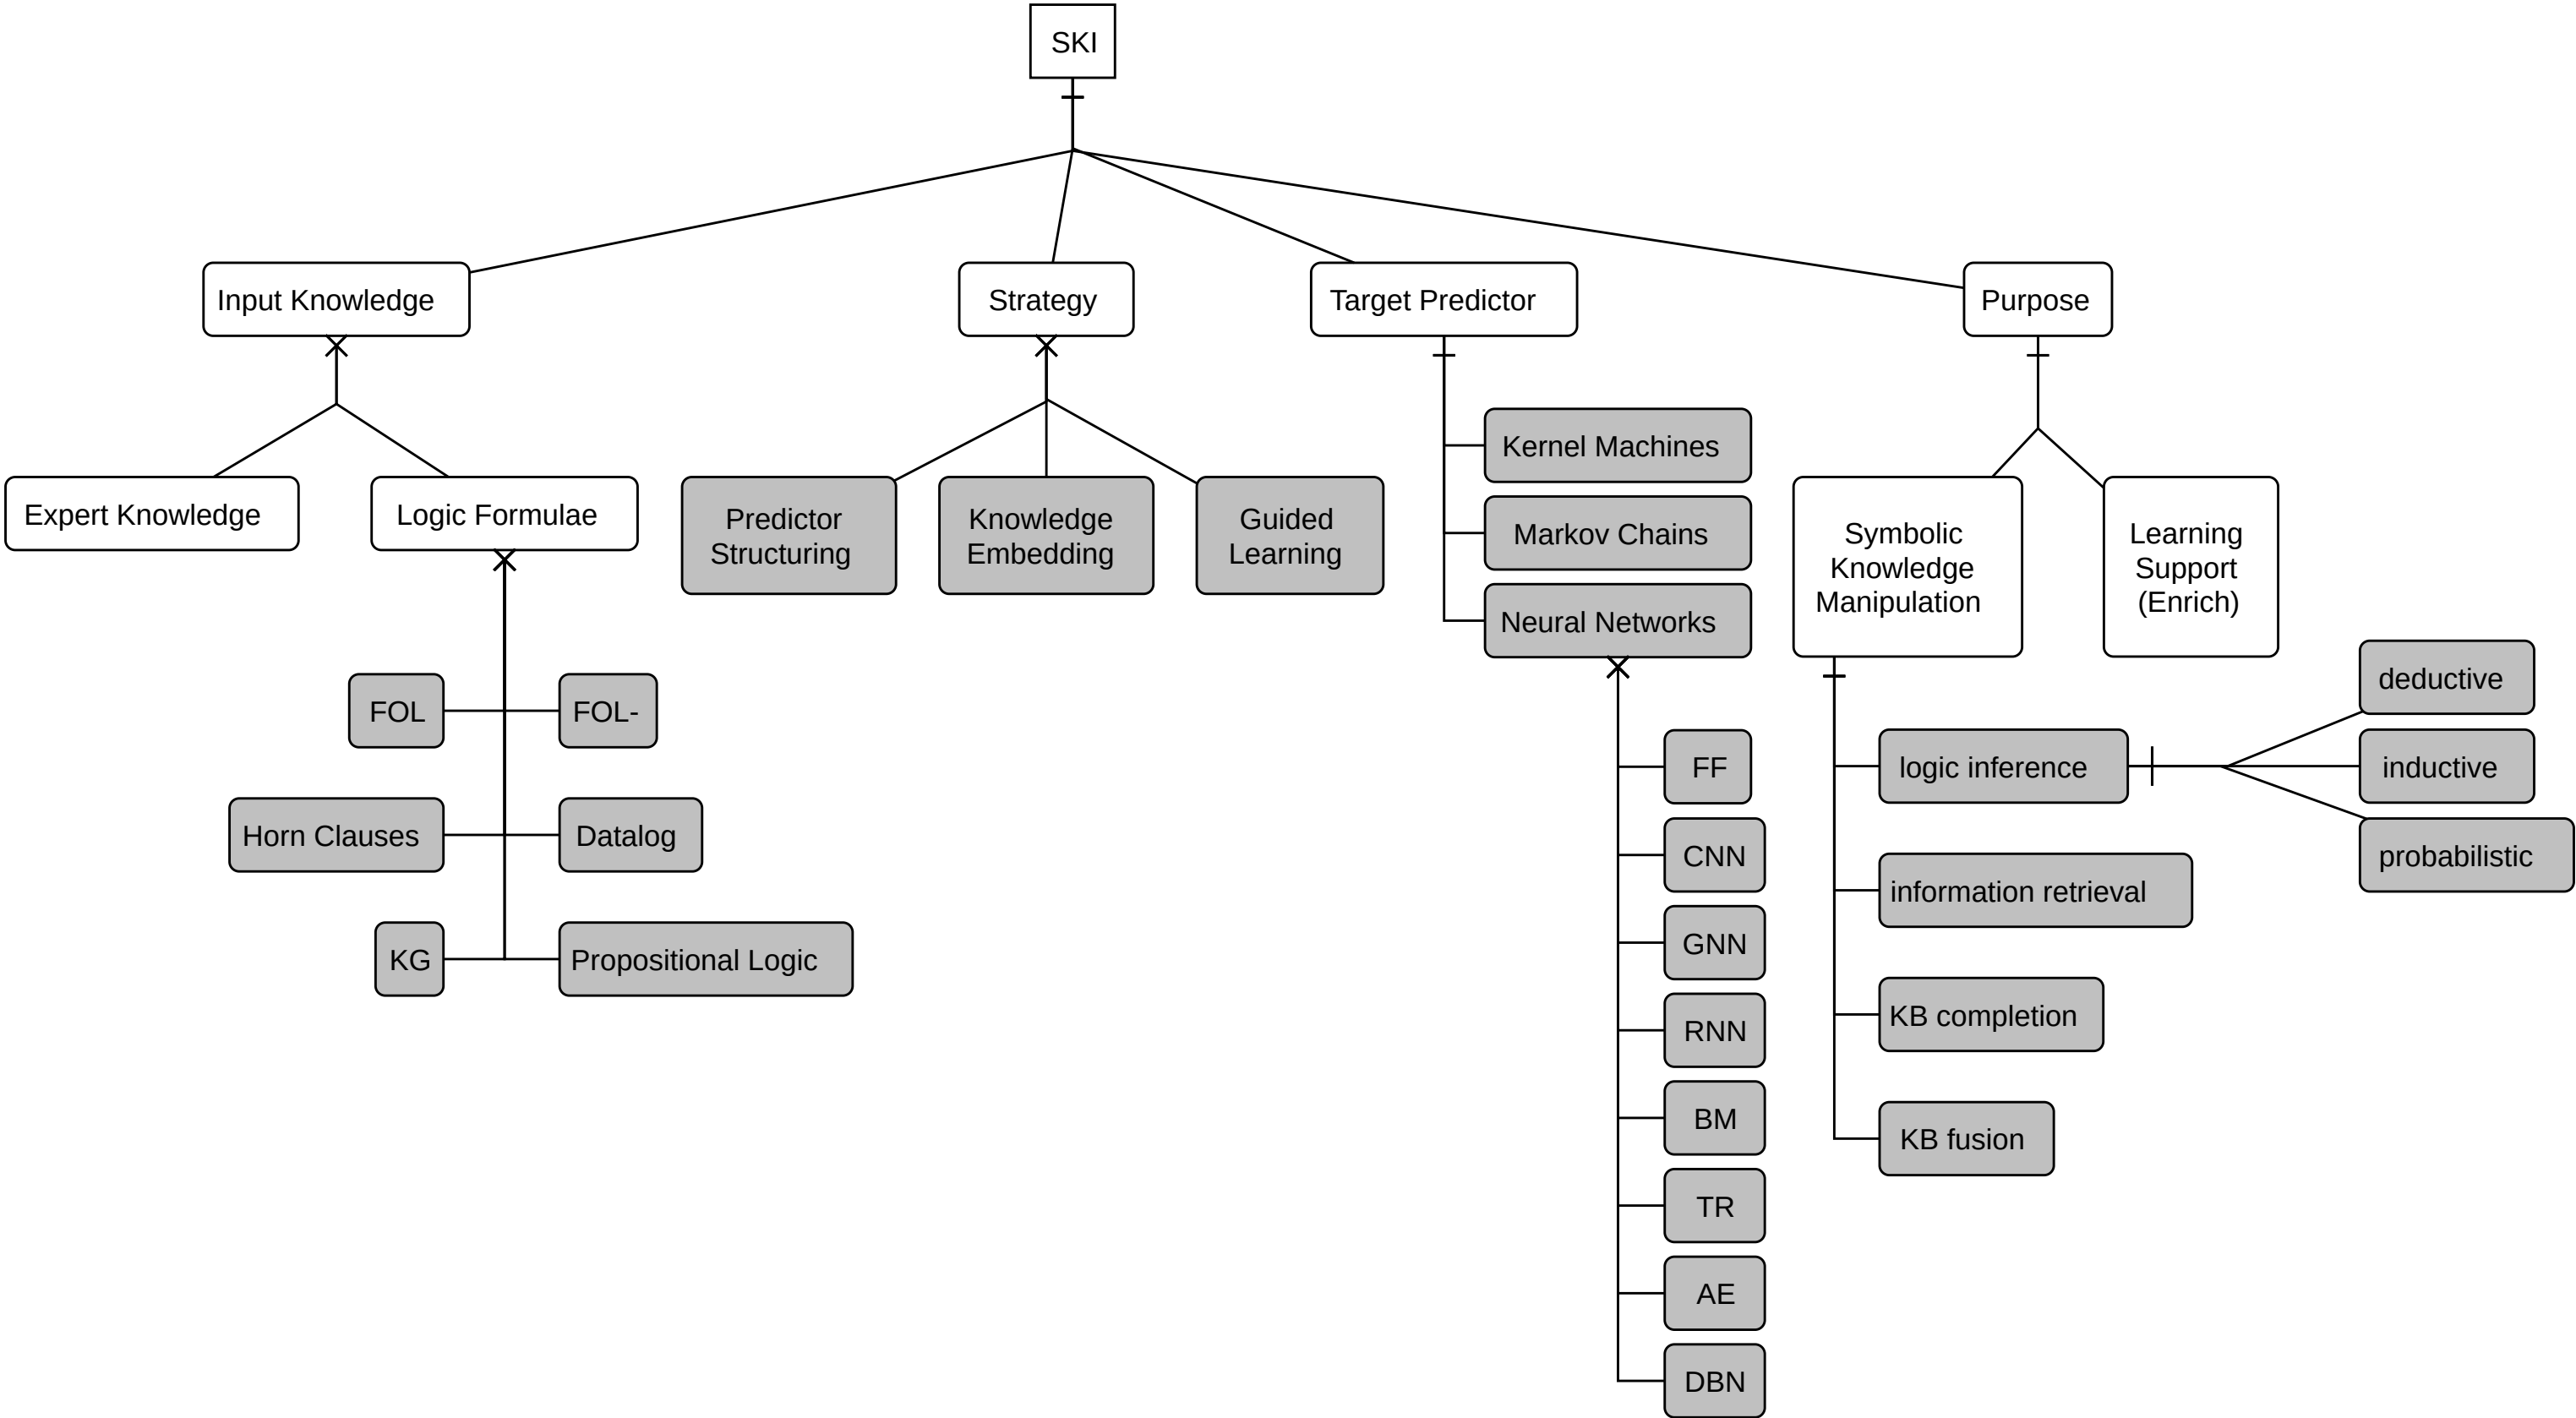 SKI
Input Knowledge
Strategy
Target Predictor
Purpose
Expert Knowledge
Logic Formulae
Predictor
Structuring
Knowledge
Embedding
Guided
Learning
Kernel Machines
Markov Chains
Neural Networks
Symbolic
Knowledge
Manipulation
Learning
Support
(Enrich)
FOL
FOL-
Horn Clauses
Datalog
KG
Propositional Logic
FF
CNN
GNN
RNN
BM
TR
AE
DBN
logic inference
information retrieval
KB completion
KB fusion
deductive
inductive
probabilistic